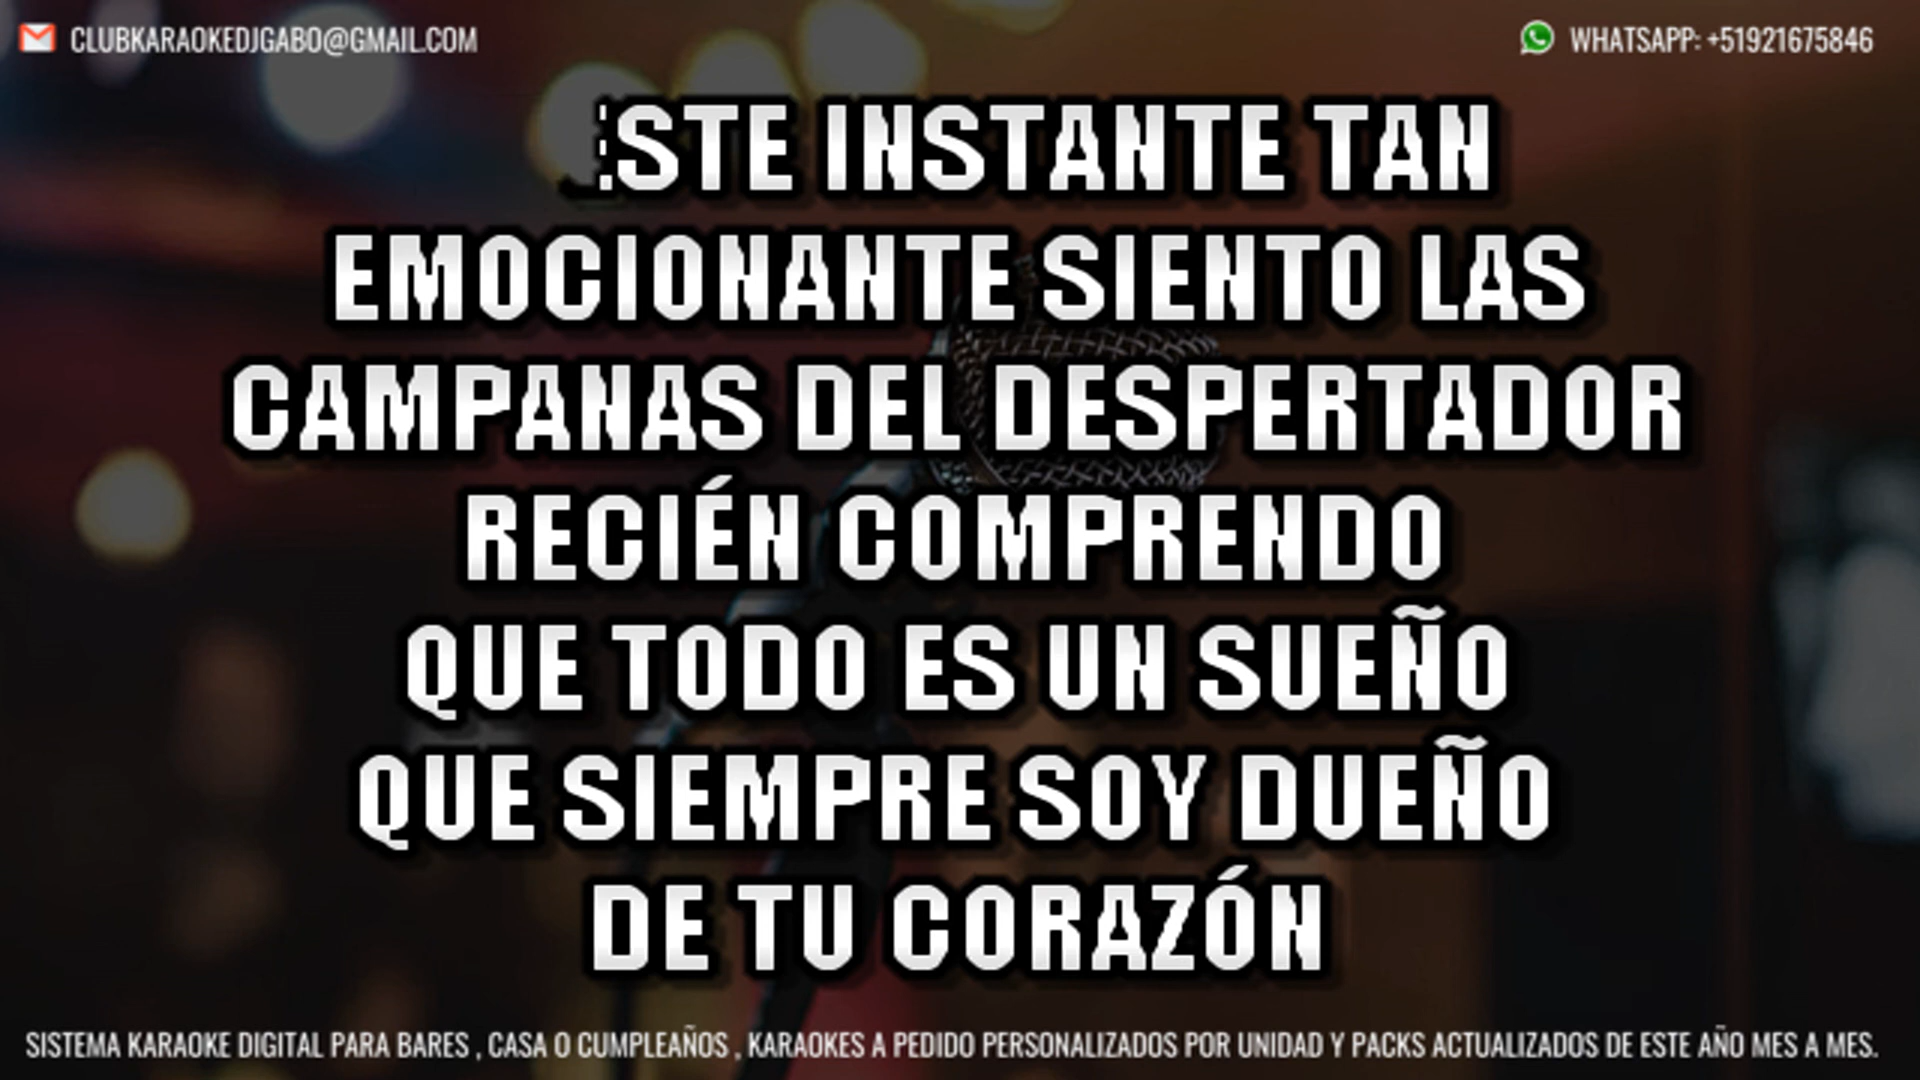 CLUBKARAOKEDJGABO@GMAIL.COM
WHATSAPP: +51921675846
ESTE INSTANTE TAN
EMOCIONANTE SIENTO LAS
CAMPANAS DEL DESPERTADOR
RECIÉN COMPRENDO
QUE TODO ES UN SUEÑO
QUE SIEMPRE SOY DUEÑO
DE TU CORAZÓN
SISTEMA KARAOKE DIGITAL PARA BARES , CASA O CUMPLEAÑOS , KARAOKES A PEDIDO PERSONALIZADOS POR UNIDAD Y PACKS ACTUALIZADOS DE ESTE AÑO MES A MES.